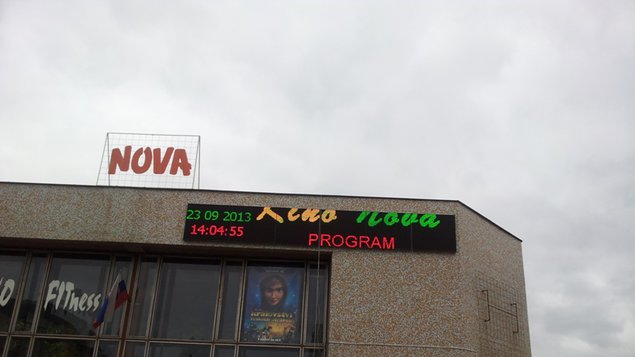 NOVA
23 09 2013 Kino Nova
14:04:55 PROGRAM
FITness